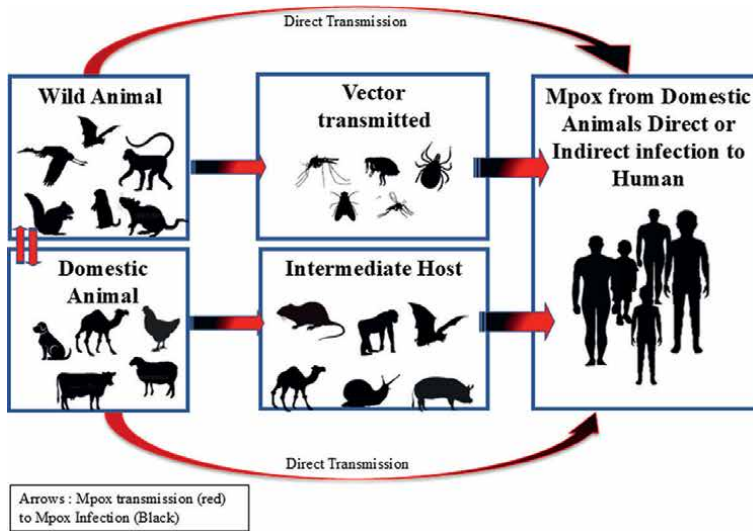 Direct Transmission
Wild Animal
Vector
transmitted
Mpox from Domestic
Animals Direct or
Indirect infection to
Human
Domestic
Animal
Intermediate Host
Direct Transmission
Arrows : Mpox transmission (red)
to Mpox Infection (Black)